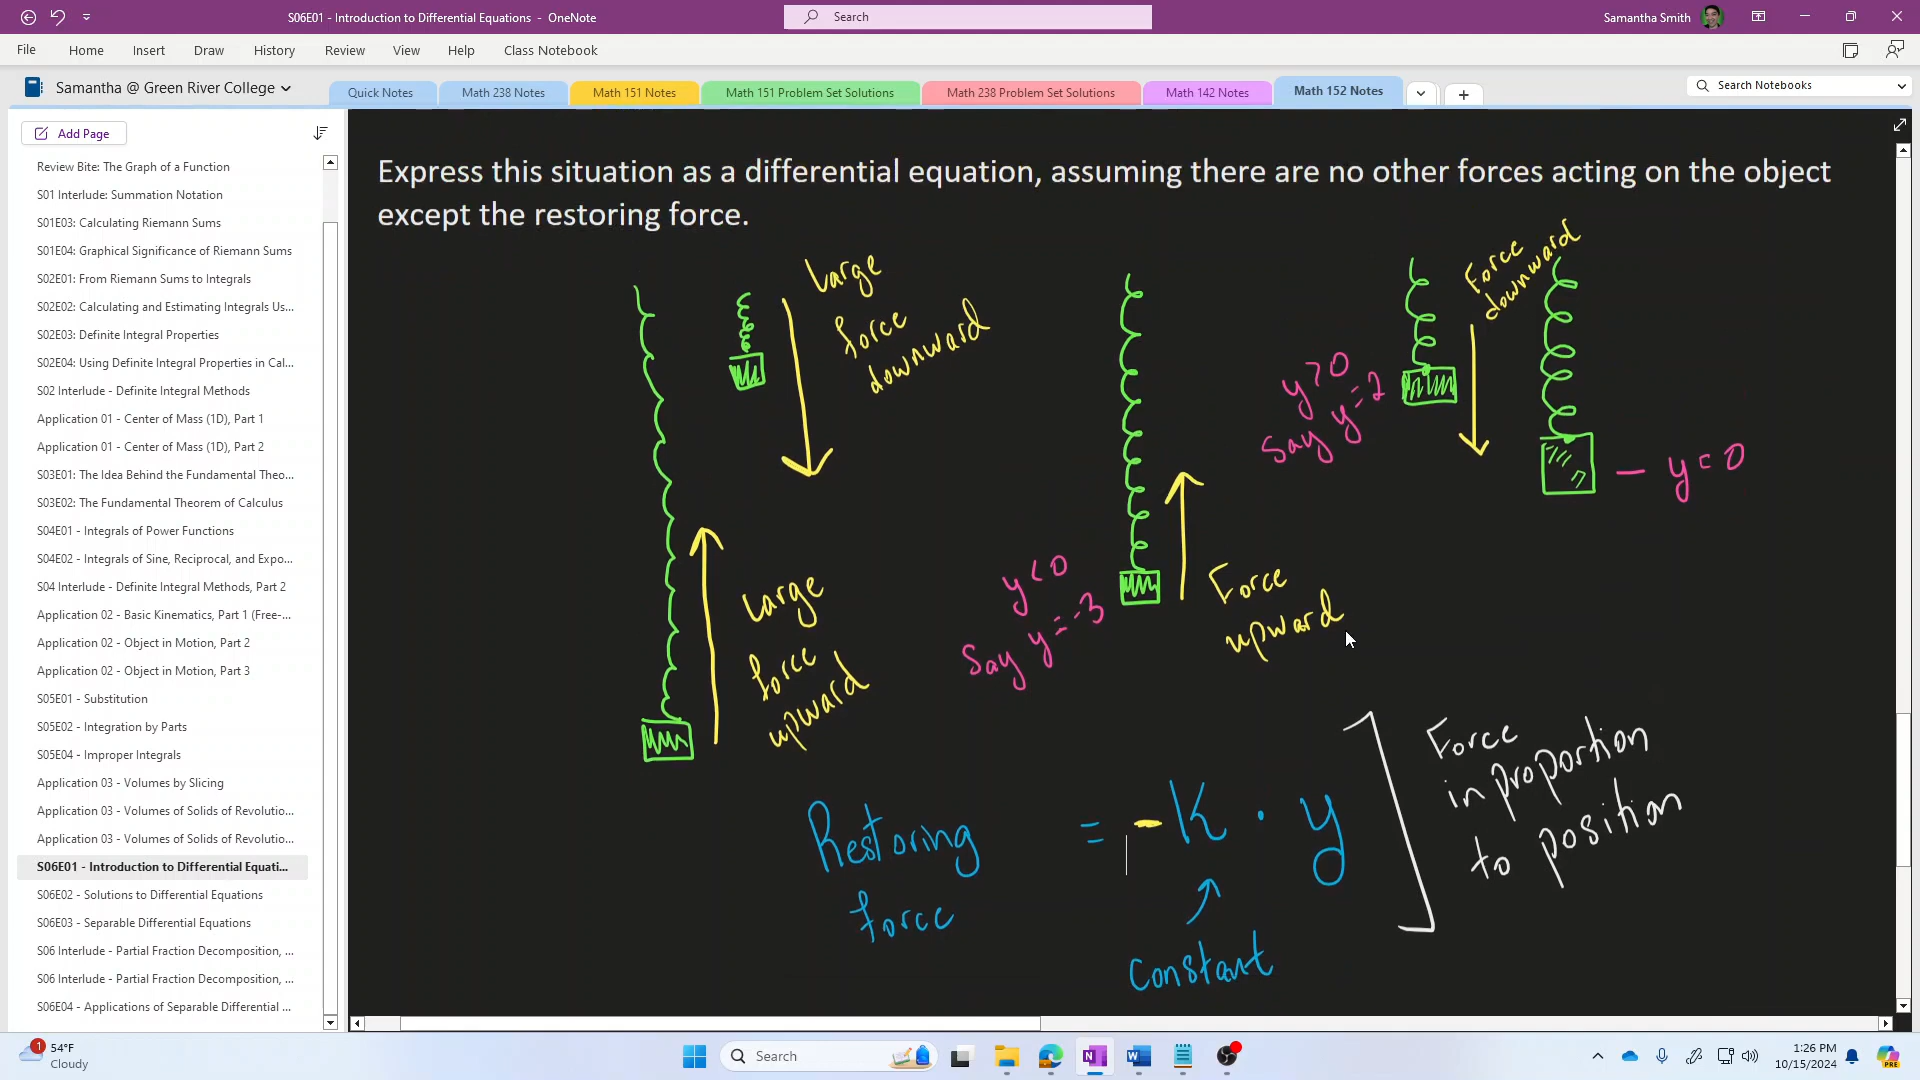 S06E01 - Introduction to Differential Equations - OneNote
Search
Samantha Smith
File Home Insert Draw History Review View Help Class Notebook
Samantha @ Green River College
Quick Notes
Math 238 Notes
Math 151 Notes
Math 151 Problem Set Solutions
Math 238 Problem Set Solutions
Math 142 Notes
Math 152 Notes
Search Notebooks
Add Page
Review Bite: The Graph of a Function
S01 Interlude: Summation Notation
S01E03: Calculating Riemann Sums
S01E04: Graphical Significance of Riemann Sums
S02E01: From Riemann Sums to Integrals
S02E02: Calculating and Estimating Integrals Us...
S02E03: Definite Integral Properties
S02E04: Using Definite Integral Properties in Cal...
S02 Interlude - Definite Integral Methods
Application 01 - Center of Mass (1D), Part 1
Application 01 - Center of Mass (1D), Part 2
S03E01: The Idea Behind the Fundamental Theo...
S03E02: The Fundamental Theorem of Calculus
S04E01 - Integrals of Power Functions
S04E02 - Integrals of Sine, Reciprocal, and Expo...
S04 Interlude - Definite Integral Methods, Part 2
Application 02 - Basic Kinematics, Part 1 (Free-...
Application 02 - Object in Motion, Part 2
Application 02 - Object in Motion, Part 3
S05E01 - Substitution
S05E02 - Integration by Parts
S05E04 - Improper Integrals
Application 03 - Volumes by Slicing
Application 03 - Volumes of Solids of Revolutio...
Application 03 - Volumes of Solids of Revolutio...
S06E01 - Introduction to Differential Equati...
S06E02 - Solutions to Differential Equations
S06E03 - Separable Differential Equations
S06 Interlude - Partial Fraction Decomposition, ...
S06 Interlude - Partial Fraction Decomposition, ...
S06E04 - Applications of Separable Differential ...
Express this situation as a differential equation, assuming there are no other forces acting on the object
except the restoring force.
Large
force
downward
Large
force
upward
y < 0
Say y = -3
Force
upward
y > 0
Say y = 2
Force
downward
- y = 0
Restoring
force
= -K · y
Constant
Force
in proportion
to position
1
54°F
Cloudy
Search
1:26 PM
10/15/2024
PRE